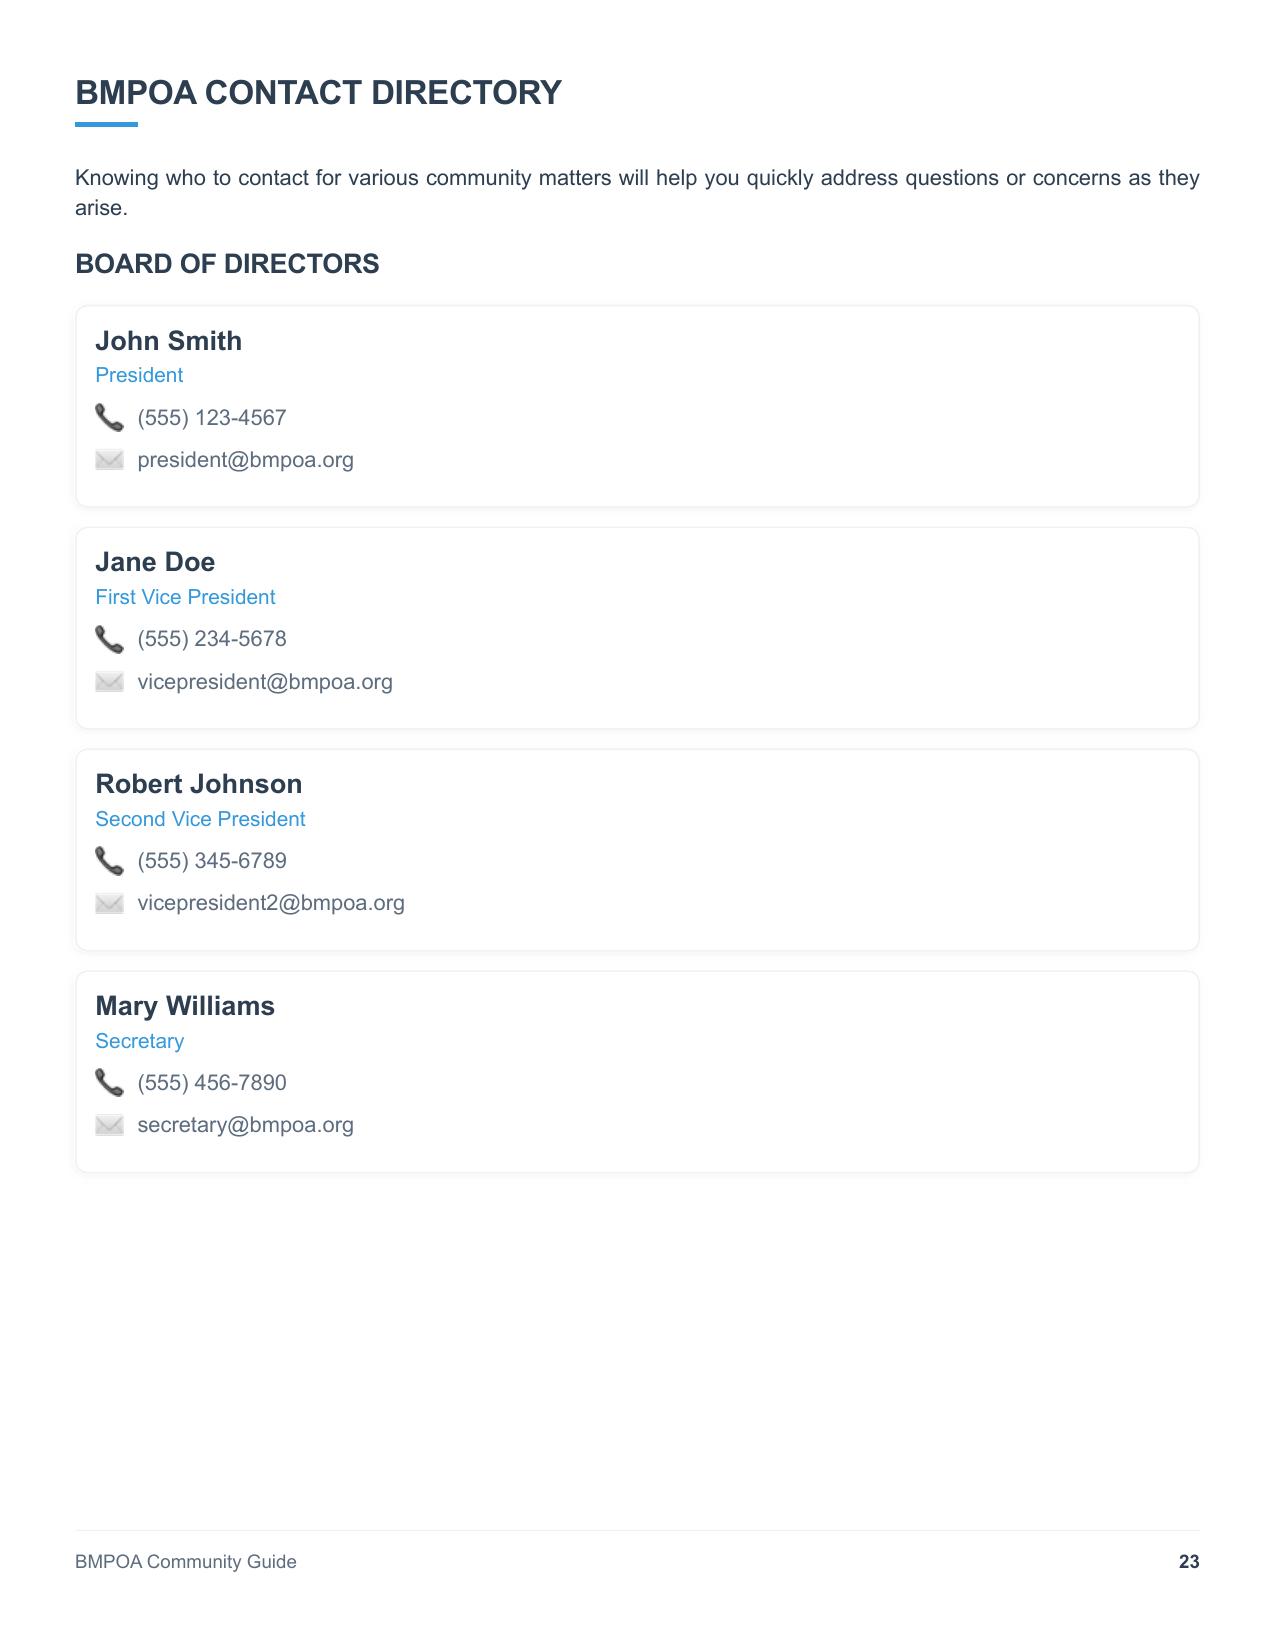 BMPOA CONTACT DIRECTORY
Knowing who to contact for various community matters will help you quickly address questions or concerns as they
arise.
BOARD OF DIRECTORS
John Smith
President
(555) 123-4567
president@bmpoa.org
Jane Doe
First Vice President
(555) 234-5678
vicepresident@bmpoa.org
Robert Johnson
Second Vice President
(555) 345-6789
vicepresident2@bmpoa.org
Mary Williams
Secretary
(555) 456-7890
secretary@bmpoa.org
BMPOA Community Guide 23